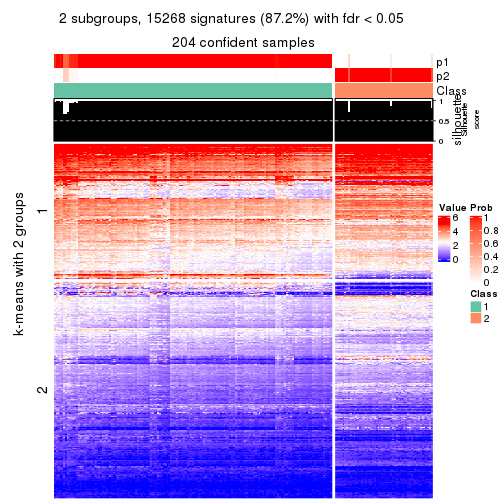 2 subgroups, 15268 signatures (87.2%) with fdr < 0.05
204 confident samples
p1
p2
Class
silhouette
Silhouette
score
1
0.5
0
k-means with 2 groups
1
2
Value
6
4
2
0
Prob
1
0.8
0.6
0.4
0.2
0
Class
1
2